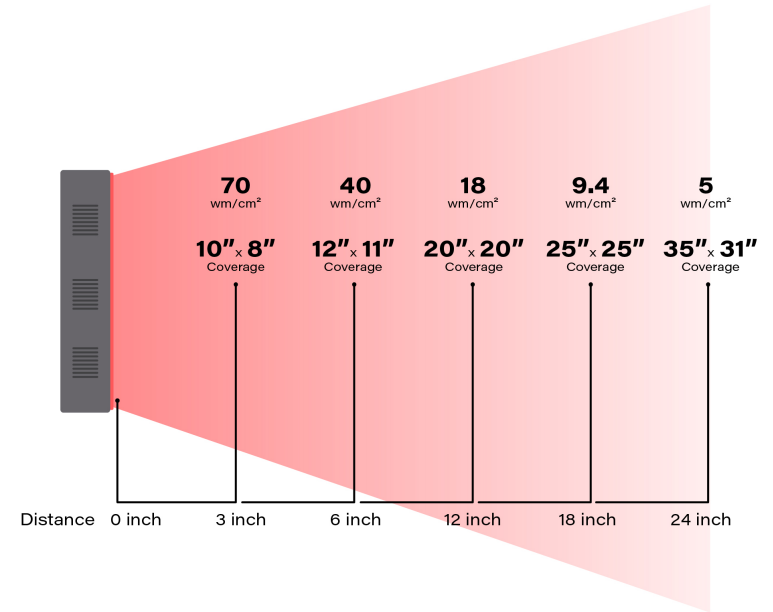 70 40 18 9.4 5
wm/cm² wm/cm² wm/cm² wm/cm² wm/cm²
10″x 8″ 12″x 11″ 20″x 20″ 25″x 25″ 35″x 31″
Coverage Coverage Coverage Coverage Coverage
Distance 0 inch 3 inch 6 inch 12 inch 18 inch 24 inch